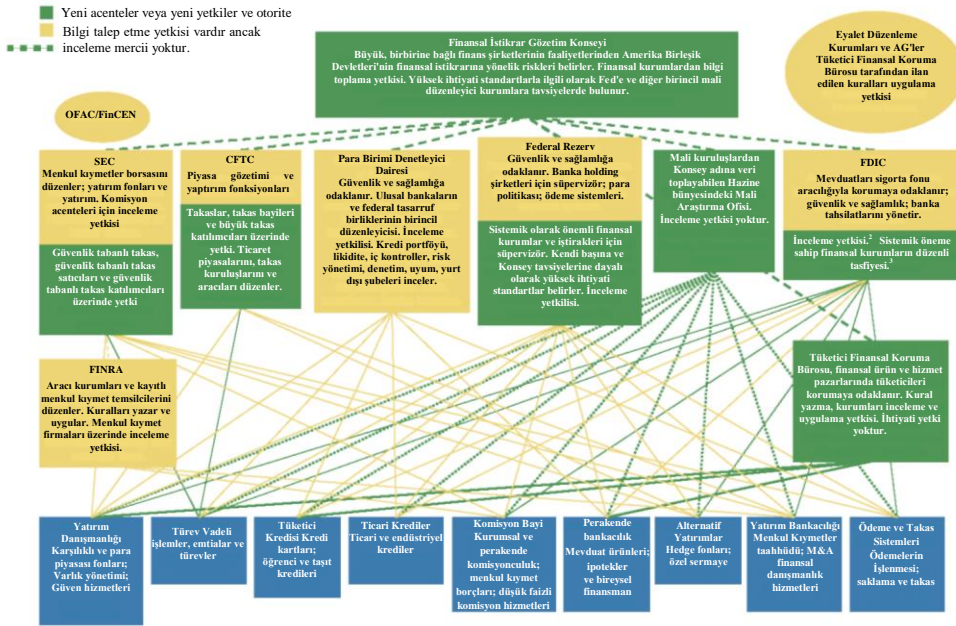 Yeni acenteler veya yeni yetkiler ve otorite
Bilgi talep etme yetkisi vardır ancak
inceleme mercii yoktur.
Finansal İstikrar Gözetim Konseyi
Büyük, birbirine bağlı finans şirketlerinin faaliyetlerinden Amerika Birleşik
Devletleri'nin finansal istikrarına yönelik riskleri belirler. Finansal kurumlardan bilgi
toplama yetkisi. Yüksek ihtiyati standartlarla ilgili olarak Fed'e ve diğer birincil mali
düzenleyici kurumlara tavsiyelerde bulunur.
Eyalet Düzenleme
Kurumları ve AG'ler
Tüketici Finansal Koruma
Bürosu tarafından ilan
edilen kuralları uygulama
yetkisi
OFAC/FinCEN
SEC
Menkul kıymetler borsasını
düzenler; yatırım fonları ve
yatırım. Komisyon
acenteleri için inceleme
yetkisi
Güvenlik tabanlı takas,
güvenlik tabanlı takas
satıcıları ve güvenlik
tabanlı takas katılımcıları
üzerinde yetki
CFTC
Piyasa gözetimi ve
yaptırım fonksiyonları
Takaslar, takas bayileri
ve büyük takas
katılımcıları üzerinde
yetki. Ticaret
piyasalarını, takas
kuruluşlarını ve
aracıları düzenler.
Para Birimi Denetleyici
Dairesi
Güvenlik ve sağlamlığa
odaklanır. Ulusal bankaların
ve federal tasarruf
birliklerinin birincil
düzenleyicisi. İnceleme
yetkilisi. Kredi portföyü,
likidite, iç kontroller, risk
yönetimi, denetim, uyum, yurt
dışı şubeleri inceler.
Federal Rezerv
Güvenlik ve sağlamlığa
odaklanır. Banka holding
şirketleri için süpervizör; para
politikası; ödeme sistemleri.
Sistemik olarak önemli finansal
kurumlar ve iştirakleri için
süpervizör. Kendi başına ve
Konsey tavsiyelerine dayalı
olarak yüksek ihtiyati
standartlar belirler. İnceleme
yetkilisi.
Mali kuruluşlardan
Konsey adına veri
toplayabilen Hazine
bünyesindeki Mali
Araştırma Ofisi.
İnceleme yetkisi yoktur.
FDIC
Mevduatları sigorta fonu
aracılığıyla korumaya odaklanır;
güvenlik ve sağlamlık; banka
tahsilatlarını yönetir.
İnceleme yetkisi.² Sistemik öneme
sahip finansal kurumların düzenli
tasfiyesi.³
FINRA
Aracı kurumları ve kayıtlı
menkul kıymet temsilcilerini
düzenler. Kuralları yazar ve
uygular. Menkul kıymet
firmaları üzerinde inceleme
yetkisi.
Tüketici Finansal Koruma
Bürosu, finansal ürün ve hizmet
pazarlarında tüketicileri
korumaya odaklanır. Kural
yazma, kurumları inceleme ve
uygulama yetkisi. İhtiyati yetki
yoktur.
Yatırım
Danışmanlığı
Karşılıklı ve para
piyasası fonları;
Varlık yönetimi;
Güven hizmetleri
Türev Vadeli
işlemler, emtialar ve
türevler
Tüketici
Kredisi Kredi
kartları;
öğrenci ve taşıt
kredileri
Ticari Krediler
Ticari ve endüstriyel
krediler
Komisyon Bayi
Kurumsal ve
perakende
komisyonculuk;
menkul kıymet
borçları; düşük faizli
komisyon hizmetleri
Perakende
bankacılık
Mevduat ürünleri;
ipotekler
ve bireysel
finansman
Alternatif
Yatırımlar
Hedge fonları;
özel sermaye
Yatırım Bankacılığı
Menkul Kıymetler
taahhüdü; M&A
finansal
danışmanlık
hizmetleri
Ödeme ve Takas
Sistemleri
Ödemelerin
İşlenmesi;
saklama ve takas